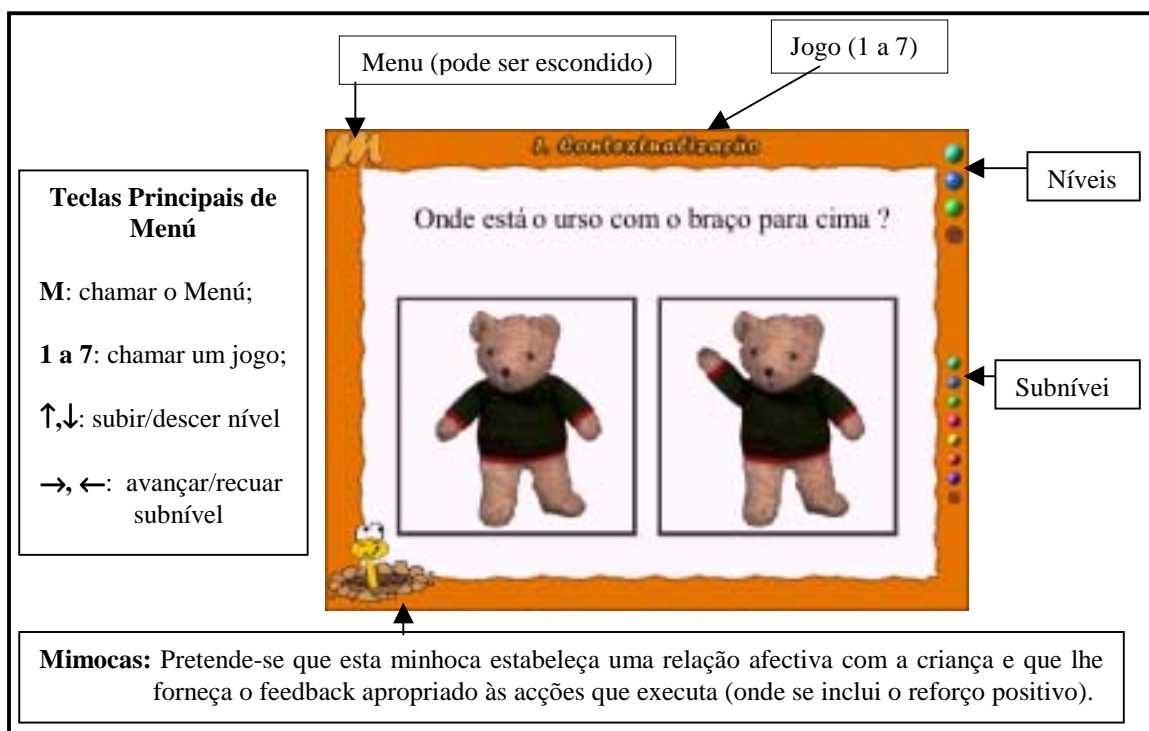 Menu (pode ser escondido)
Jogo (1 a 7)
M
1. Contextualização
Níveis
Teclas Principais de
Menú
M: chamar o Menú;
1 a 7: chamar um jogo;
↑,↓: subir/descer nível
→, ←: avançar/recuar
subnível
Onde está o urso com o braço para cima ?
Subnívei
Mimocas: Pretende-se que esta minhoca estabeleça uma relação afectiva com a criança e que lhe
forneça o feedback apropriado às acções que executa (onde se inclui o reforço positivo).